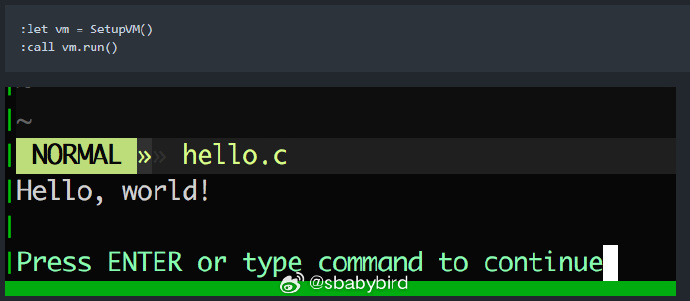 :let vm = SetupVM()
:call vm.run()
~
NORMAL »» hello.c
Hello, world!
Press ENTER or type command to continue
@sbabybird